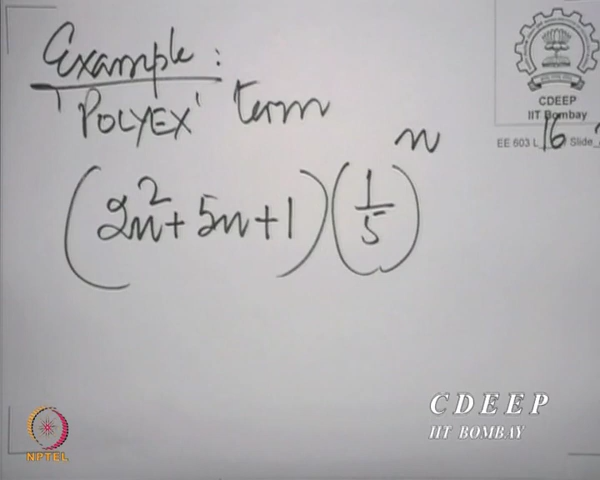 Example:
'POLYEX' term
(2n²+5n+1)(1/5)ⁿ
CDEEP
IIT Bombay
EE 603 L 16 Slide
CDEEP
IIT BOMBAY
NPTEL